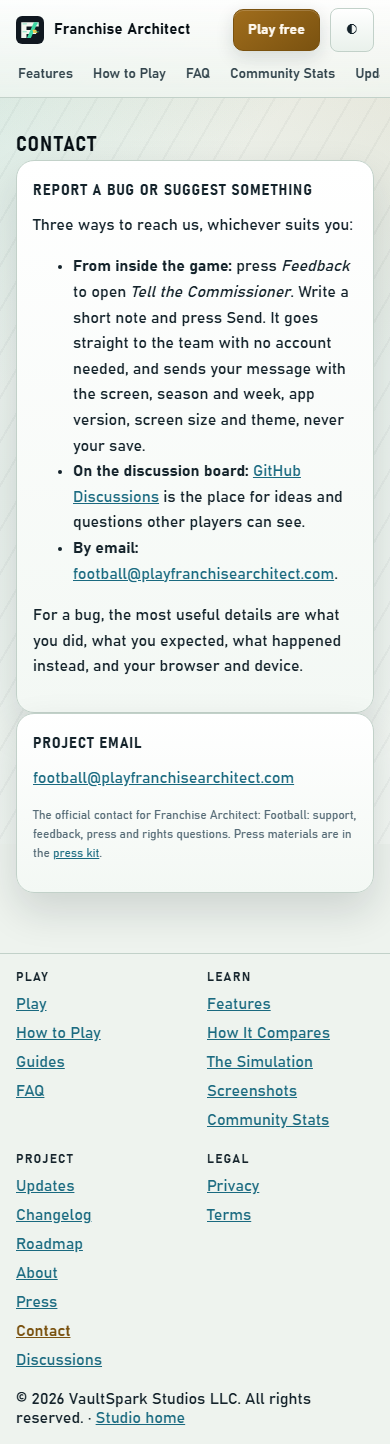 Franchise Architect
Play free
Features How to Play FAQ Community Stats Upd
CONTACT
REPORT A BUG OR SUGGEST SOMETHING
Three ways to reach us, whichever suits you:
• From inside the game: press Feedback
to open Tell the Commissioner. Write a
short note and press Send. It goes
straight to the team with no account
needed, and sends your message with
the screen, season and week, app
version, screen size and theme, never
your save.
• On the discussion board: GitHub
Discussions is the place for ideas and
questions other players can see.
• By email:
football@playfranchisearchitect.com.
For a bug, the most useful details are what
you did, what you expected, what happened
instead, and your browser and device.
PROJECT EMAIL
football@playfranchisearchitect.com
The official contact for Franchise Architect: Football: support,
feedback, press and rights questions. Press materials are in
the press kit.
PLAY
Play
How to Play
Guides
FAQ
LEARN
Features
How It Compares
The Simulation
Screenshots
Community Stats
PROJECT
Updates
Changelog
Roadmap
About
Press
Contact
Discussions
LEGAL
Privacy
Terms
© 2026 VaultSpark Studios LLC. All rights
reserved. · Studio home